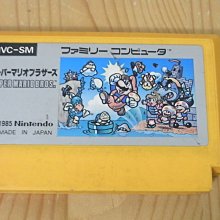 VC-SM
ファミリー コンピュータ
ーパーマリオブラザーズ
PER MARIO BROS.
1985 Nintendo
MADE IN JAPAN